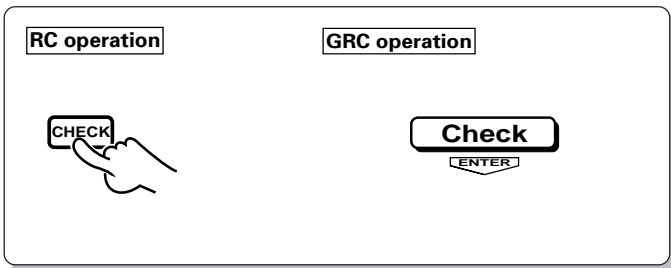 RC operation
GRC operation
CHECK
Check
ENTER